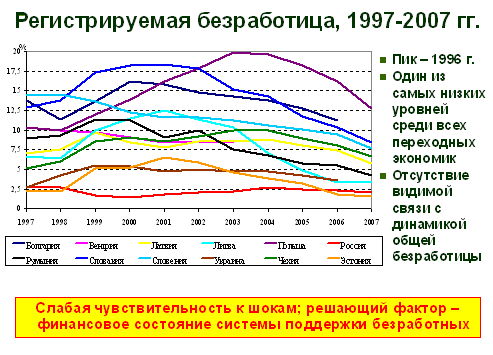 Регистрируемая безработица, 1997-2007 гг.
%
20
17,5
15
12,5
10
7,5
5
2,5
0
1997 1998 1999 2000 2001 2002 2003 2004 2005 2006 2007
Болгария Венгрия Латвия Литва Польша Россия
Румыния Словакия Словения Украина Чехия Эстония
Пик – 1996 г.
Один из
самых низких
уровней
среди всех
переходных
экономик
Отсутствие
видимой
связи с
динамикой
общей
безработицы
Слабая чувствительность к шокам; решающий фактор –
финансовое состояние системы поддержки безработных